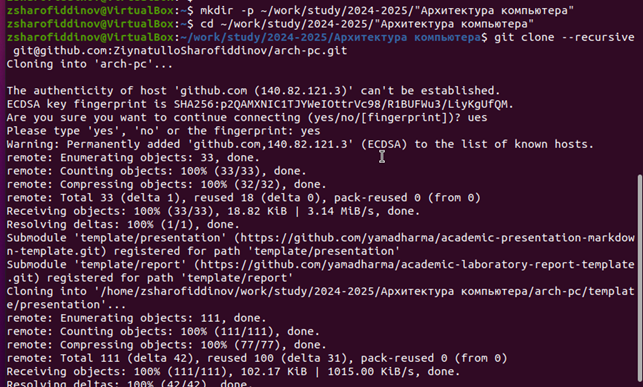 zsharofiddinov@VirtualBox:~$ mkdir -p ~/work/study/2024-2025/"Архитектура компьютера"
zsharofiddinov@VirtualBox:~$ cd ~/work/study/2024-2025/"Архитектура компьютера"
zsharofiddinov@VirtualBox:~/work/study/2024-2025/Архитектура компьютера$ git clone --recursive
git@github.com:ZiynatulloSharofiddinov/arch-pc.git
Cloning into 'arch-pc'...
The authenticity of host 'github.com (140.82.121.3)' can't be established.
ECDSA key fingerprint is SHA256:p2QAMXNIC1TJYWeIOttrVc98/R1BUFWu3/LiyKgUfQM.
Are you sure you want to continue connecting (yes/no/[fingerprint])? ues
Please type 'yes', 'no' or the fingerprint: yes
Warning: Permanently added 'github.com,140.82.121.3' (ECDSA) to the list of known hosts.
remote: Enumerating objects: 33, done.
remote: Counting objects: 100% (33/33), done.
remote: Compressing objects: 100% (32/32), done.
remote: Total 33 (delta 1), reused 18 (delta 0), pack-reused 0 (from 0)
Receiving objects: 100% (33/33), 18.82 KiB | 3.14 MiB/s, done.
Resolving deltas: 100% (1/1), done.
Submodule 'template/presentation' (https://github.com/yamadharma/academic-presentation-markdow
n-template.git) registered for path 'template/presentation'
Submodule 'template/report' (https://github.com/yamadharma/academic-laboratory-report-template
.git) registered for path 'template/report'
Cloning into '/home/zsharofiddinov/work/study/2024-2025/Архитектура компьютера/arch-pc/templat
e/presentation'...
remote: Enumerating objects: 111, done.
remote: Counting objects: 100% (111/111), done.
remote: Compressing objects: 100% (77/77), done.
remote: Total 111 (delta 42), reused 100 (delta 31), pack-reused 0 (from 0)
Receiving objects: 100% (111/111), 102.17 KiB | 1015.00 KiB/s, done.
Resolving deltas: 100% (42/42), done.